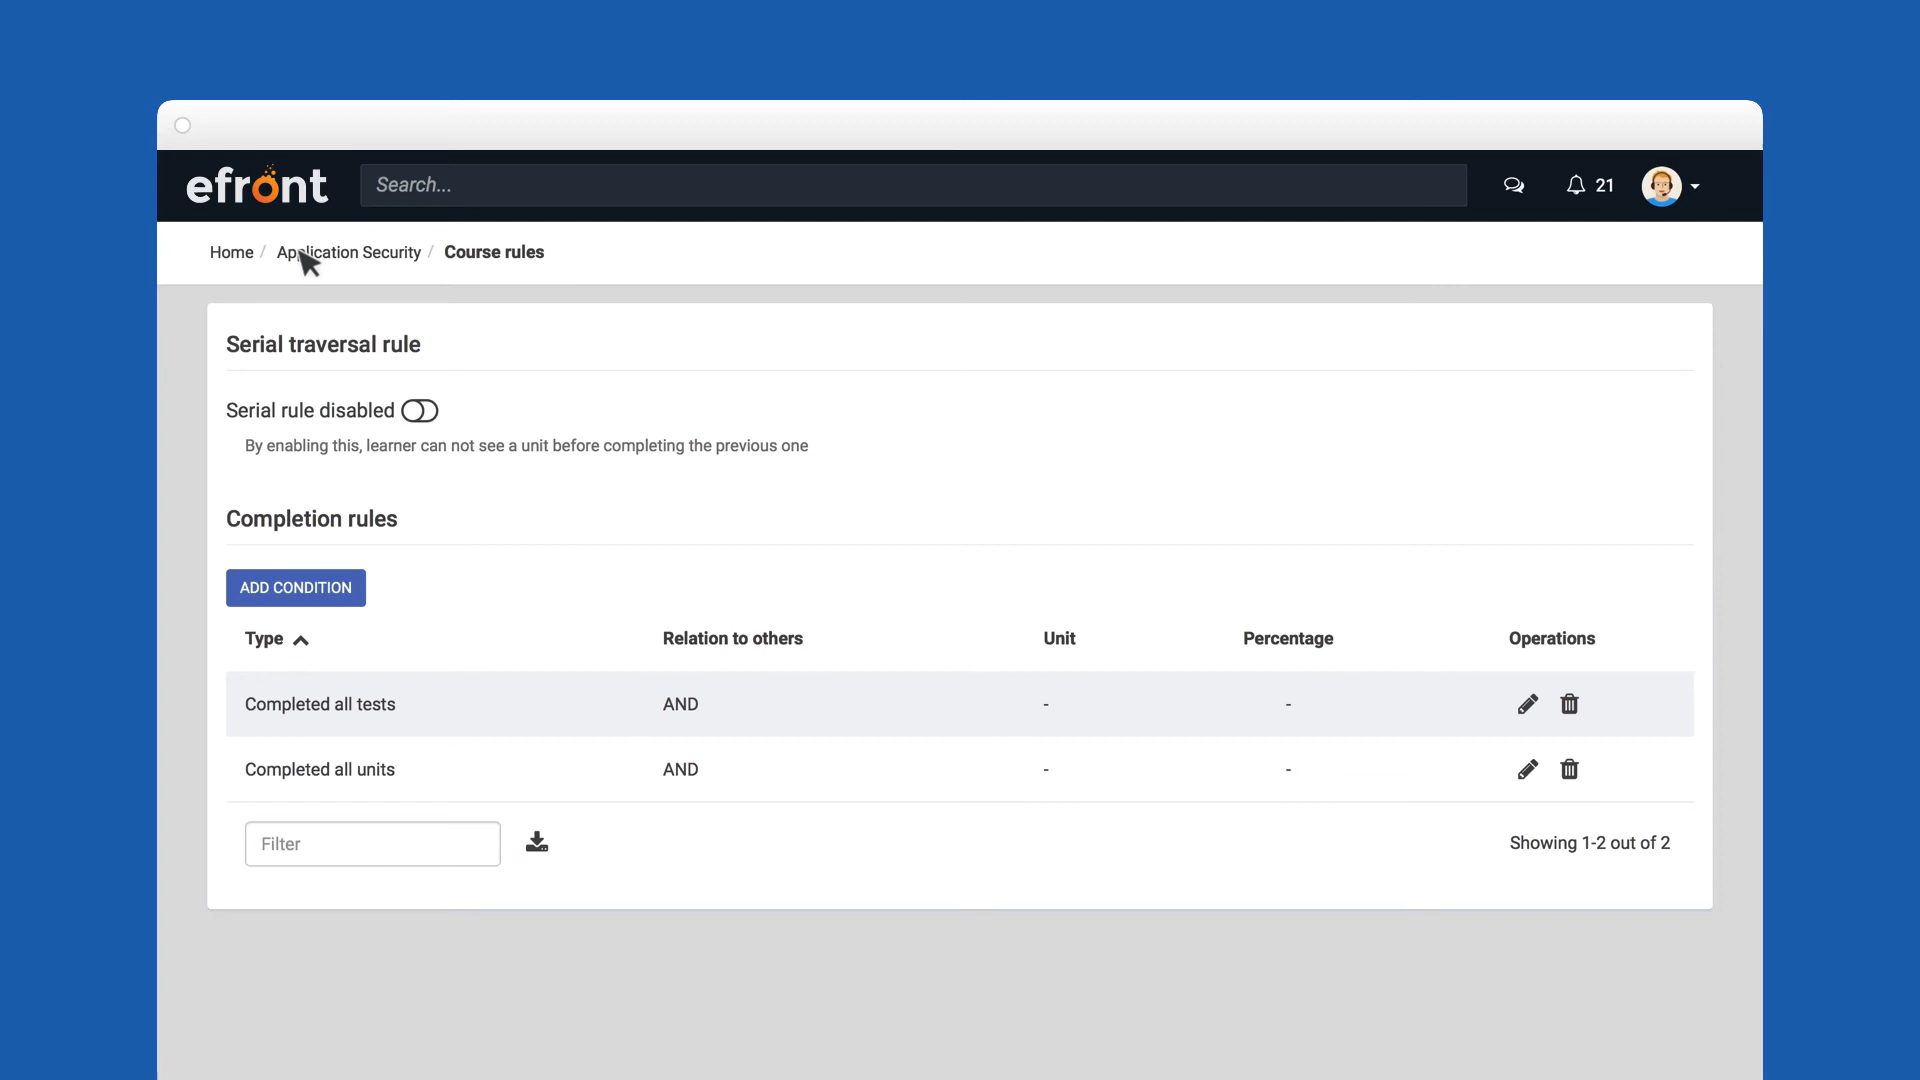 efront
Search...
21
Home / Application Security / Course rules
Serial traversal rule
Serial rule disabled
By enabling this, learner can not see a unit before completing the previous one
Completion rules
ADD CONDITION
Type Relation to others Unit Percentage Operations
Completed all tests AND - -
Completed all units AND - -
Filter
Showing 1-2 out of 2